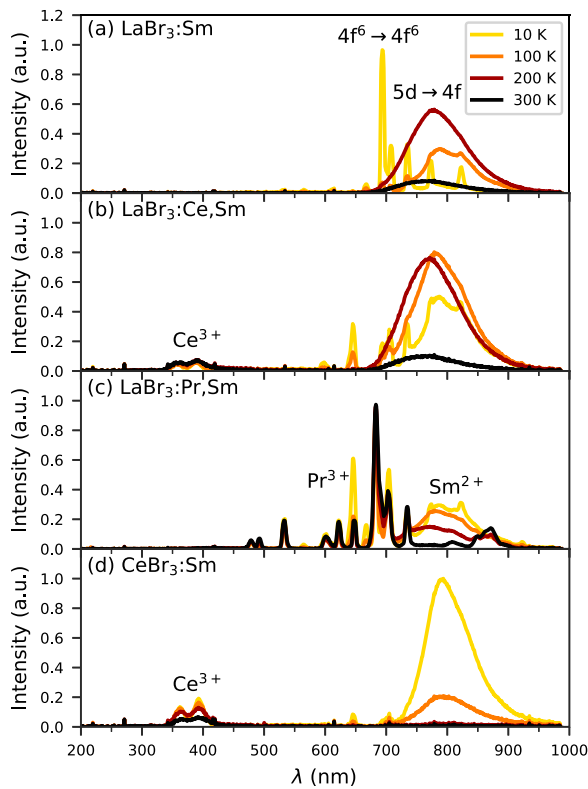 (a) LaBr₃:Sm
4f⁶ → 4f⁶
5d → 4f
10 K
100 K
200 K
300 K
Intensity (a.u.)
1.2
1.0
0.8
0.6
0.4
0.2
0.0
(b) LaBr₃:Ce,Sm
Ce³⁺
Intensity (a.u.)
1.0
0.8
0.6
0.4
0.2
0.0
(c) LaBr₃:Pr,Sm
Pr³⁺
Sm²⁺
Intensity (a.u.)
1.0
0.8
0.6
0.4
0.2
0.0
(d) CeBr₃:Sm
Ce³⁺
Intensity (a.u.)
1.0
0.8
0.6
0.4
0.2
0.0
200 300 400 500 600 700 800 900 1000
λ (nm)